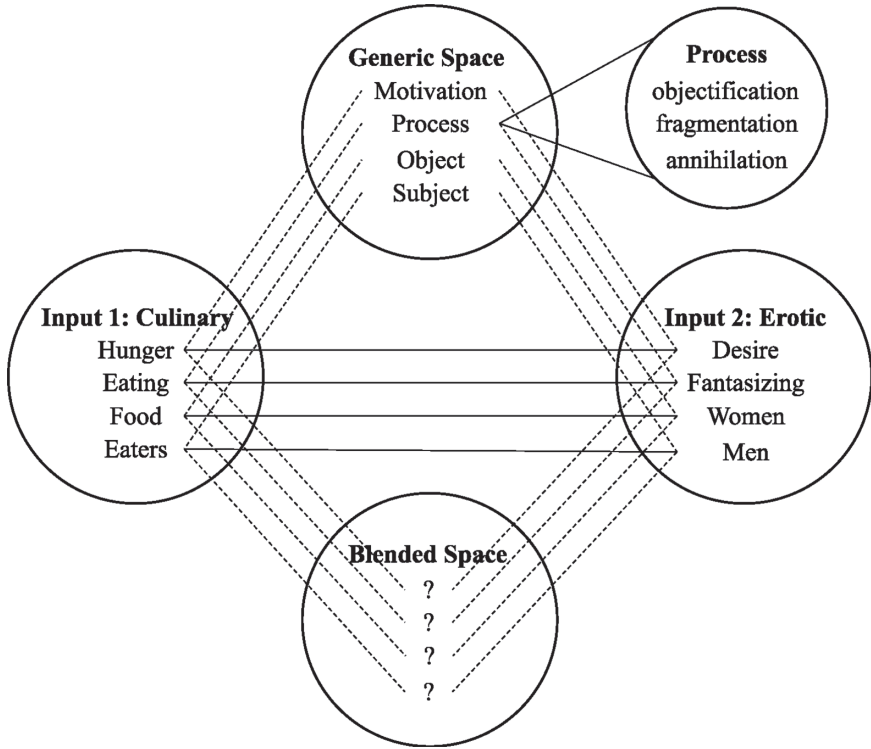 Generic Space
Motivation
Process
Object
Subject
Process
objectification
fragmentation
annihilation
Input 1: Culinary
Hunger
Eating
Food
Eaters
Input 2: Erotic
Desire
Fantasizing
Women
Men
Blended Space
?
?
?
?